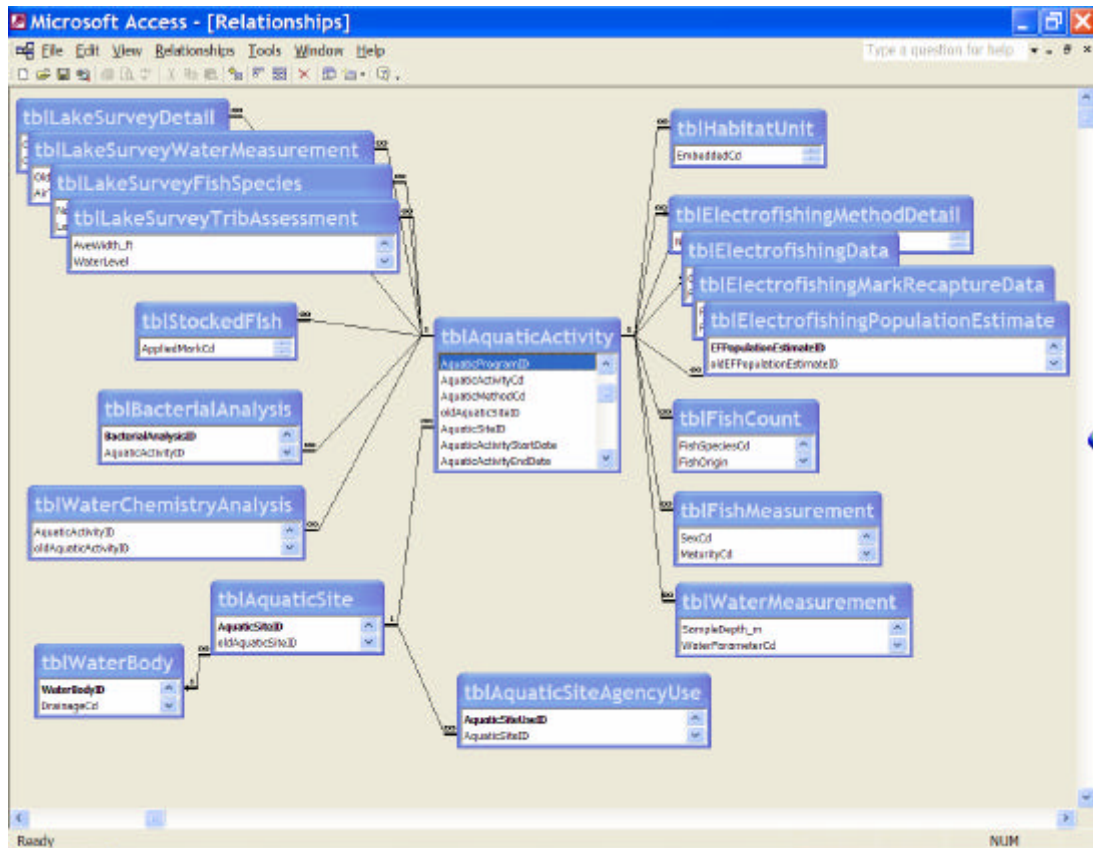 Microsoft Access - [Relationships]
File Edit View Relationships Tools Window Help
Type a question for help
tblLakeSurveyDetail
tblLakeSurveyWaterMeasurement
Old
tblLakeSurveyFishSpecies
tblLakeSurveyTribAssessment
AveWidth_ft
WaterLevel
tblStockedFish
AppliedMarkCd
tblBacterialAnalysis
BacterialAnalysisID
AquaticActivityID
tblWaterChemistryAnalysis
AquaticActivityID
oldAquaticActivityID
tblAquaticSite
AquaticSiteID
oldAquaticSiteID
tblWaterBody
WaterBodyID
DrainageCd
tblAquaticActivity
AquaticProgramID
AquaticActivityCd
AquaticMethodCd
oldAquaticSiteID
AquaticSiteID
AquaticActivityStartDate
AquaticActivityEndDate
tblAquaticSiteAgencyUse
AquaticSiteUseID
AquaticSiteID
tblHabitatUnit
EmbeddedCd
tblElectrofishingMethodDetail
tblElectrofishingData
tblElectrofishingMarkRecaptureData
tblElectrofishingPopulationEstimate
EFPopulationEstimateID
oldEFPopulationEstimateID
tblFishCount
FishSpeciesCd
FishOrigin
tblFishMeasurement
SexCd
MaturityCd
tblWaterMeasurement
SampleDepth_m
WaterParameterCd
Ready
NUM